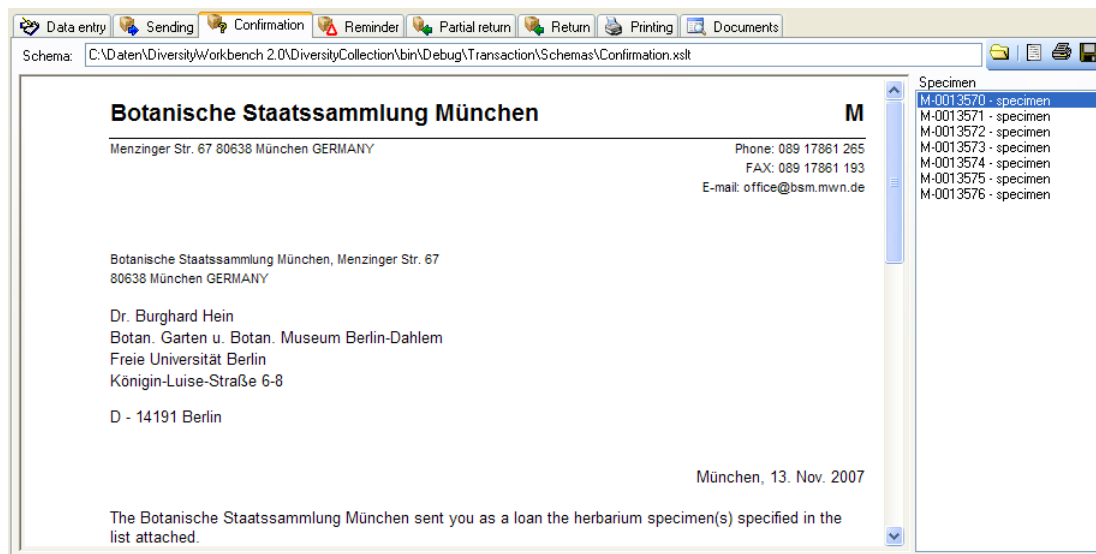 Data entry Sending Confirmation Reminder Partial return Return Printing Documents
Schema: C:\Daten\DiversityWorkbench 2.0\DiversityCollection\bin\Debug\Transaction\Schemas\Confirmation.xslt
Botanische Staatssammlung München M
Menzinger Str. 67 80638 München GERMANY Phone: 089 17861 265
FAX: 089 17861 193
E-mail: office@bsm.mwn.de
Botanische Staatssammlung München, Menzinger Str. 67
80638 München GERMANY
Dr. Burghard Hein
Botan. Garten u. Botan. Museum Berlin-Dahlem
Freie Universität Berlin
Königin-Luise-Straße 6-8
D - 14191 Berlin
München, 13. Nov. 2007
The Botanische Staatssammlung München sent you as a loan the herbarium specimen(s) specified in the
list attached.
Specimen
M-0013570 - specimen
M-0013571 - specimen
M-0013572 - specimen
M-0013573 - specimen
M-0013574 - specimen
M-0013575 - specimen
M-0013576 - specimen